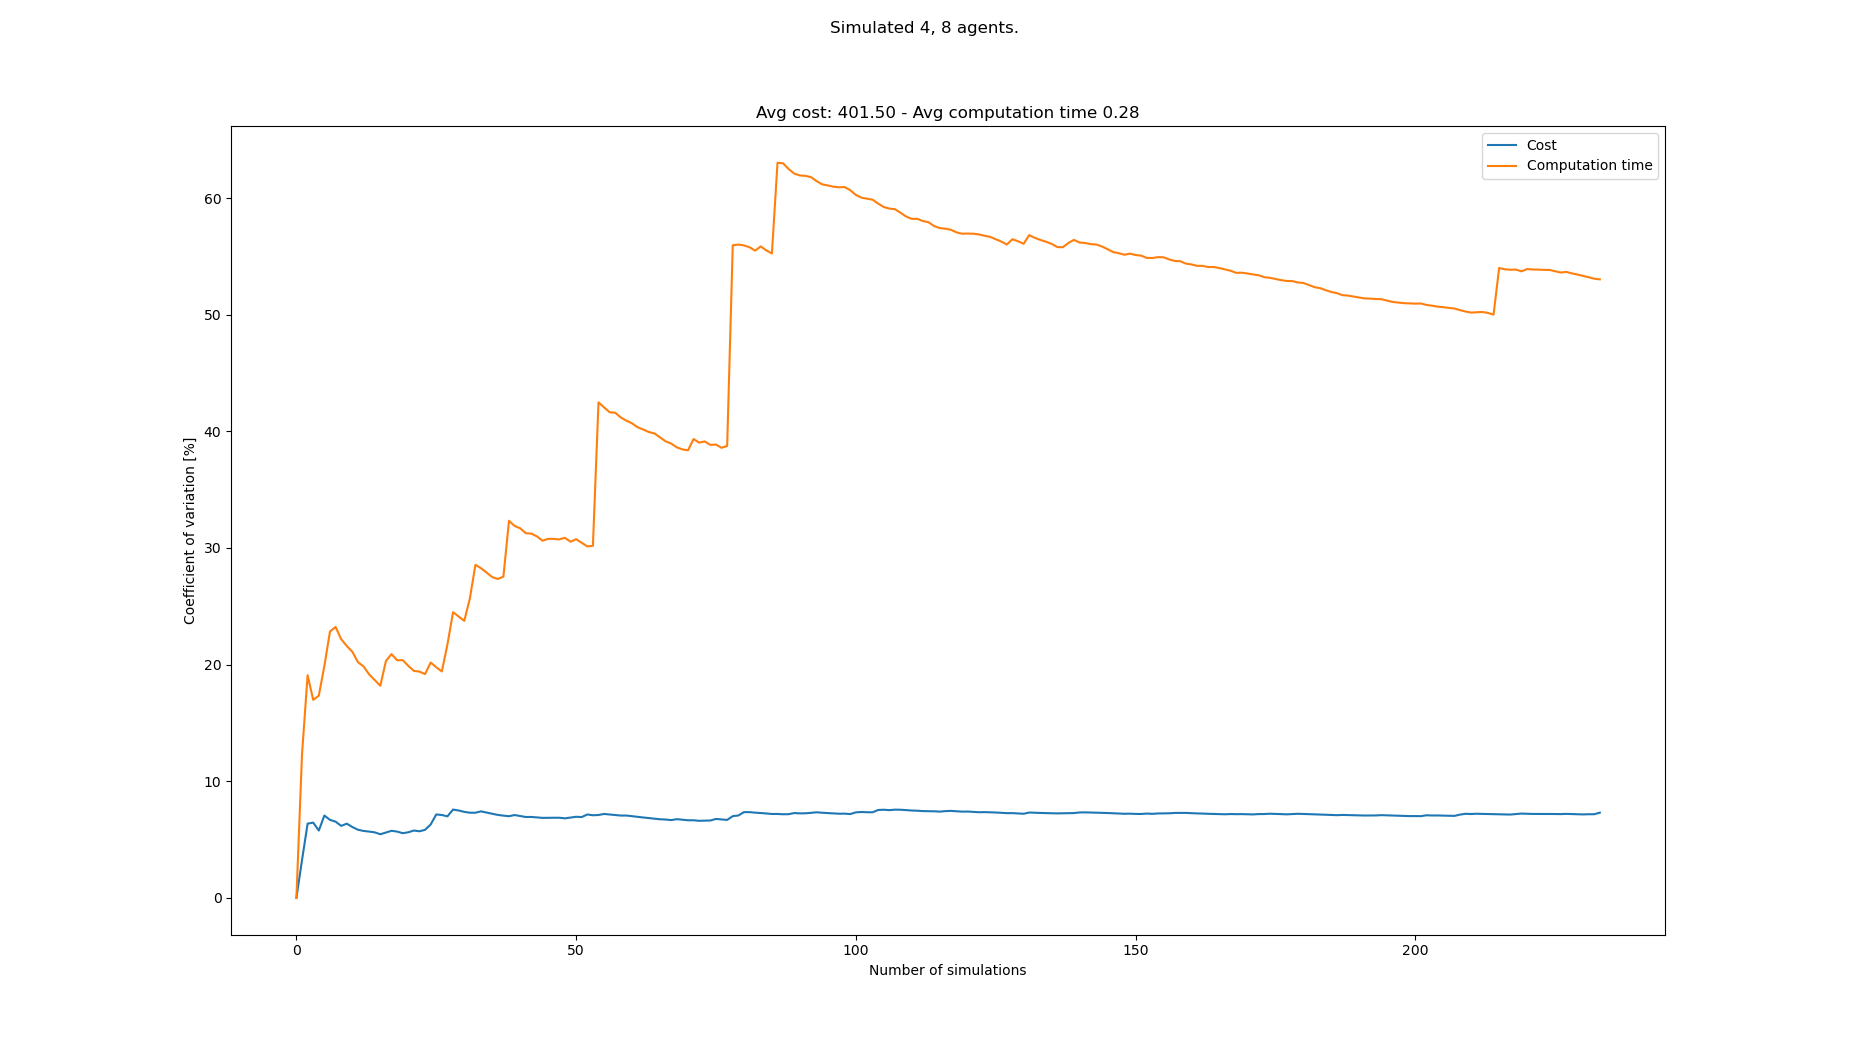 Simulated 4, 8 agents.
Avg cost: 401.50 - Avg computation time 0.28
Cost
Computation time
60
50
40
30
20
10
0
Coefficient of variation [%]
0 50 100 150 200
Number of simulations